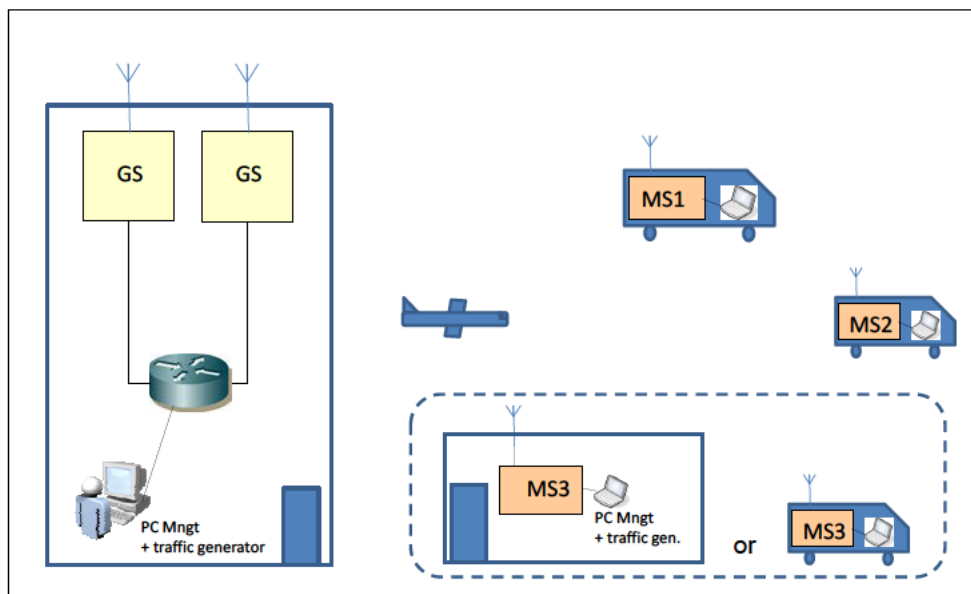 GS
GS
MS1
MS2
PC Mngt
+ traffic generator
MS3
PC Mngt
+ traffic gen.
or
MS3